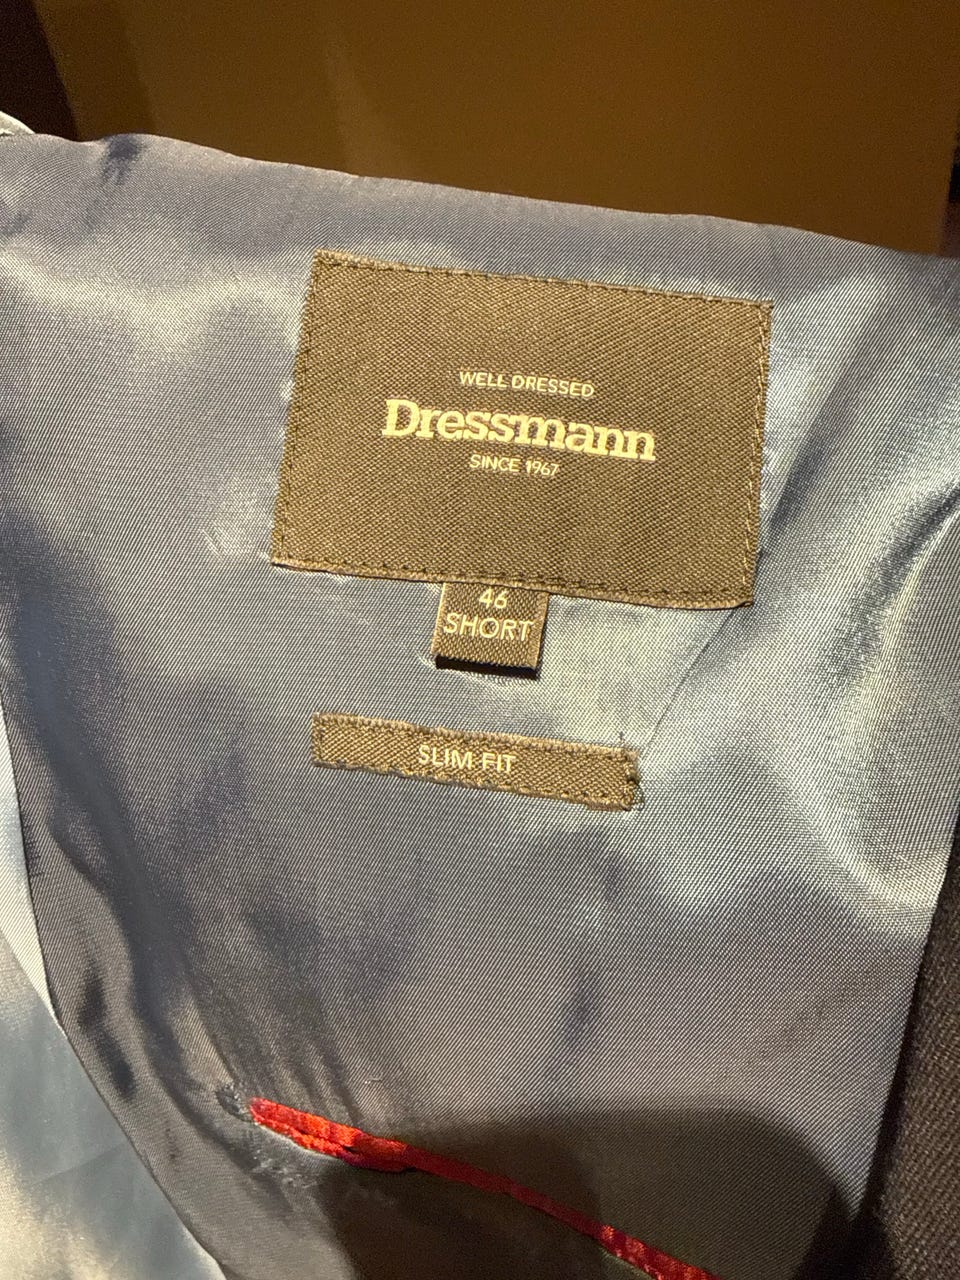 WELL DRESSED
Dressmann
SINCE 1967
46
SHORT
SLIM FIT